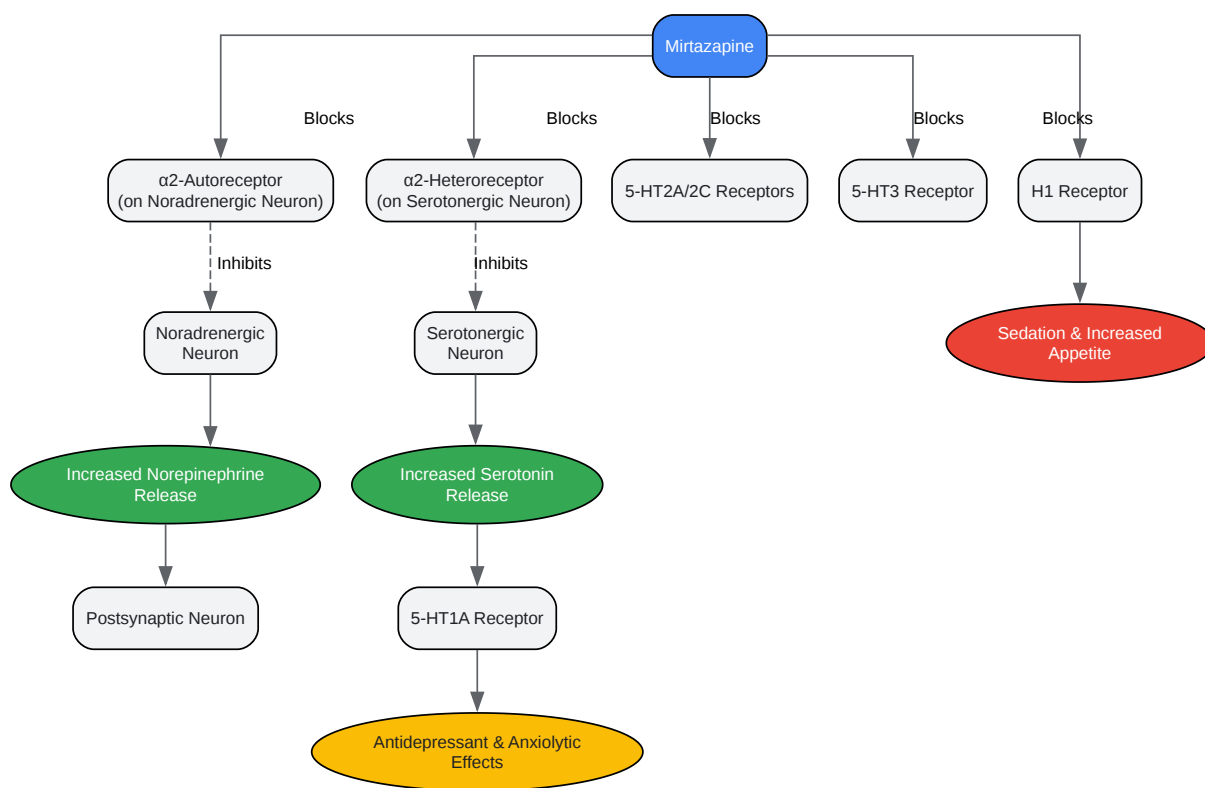 Mirtazapine
Blocks
Blocks
Blocks
Blocks
Blocks
α2-Autoreceptor
(on Noradrenergic Neuron)
α2-Heteroreceptor
(on Serotonergic Neuron)
5-HT2A/2C Receptors
5-HT3 Receptor
H1 Receptor
Inhibits
Inhibits
Noradrenergic
Neuron
Serotonergic
Neuron
Sedation & Increased
Appetite
Increased Norepinephrine
Release
Increased Serotonin
Release
Postsynaptic Neuron
5-HT1A Receptor
Antidepressant & Anxiolytic
Effects